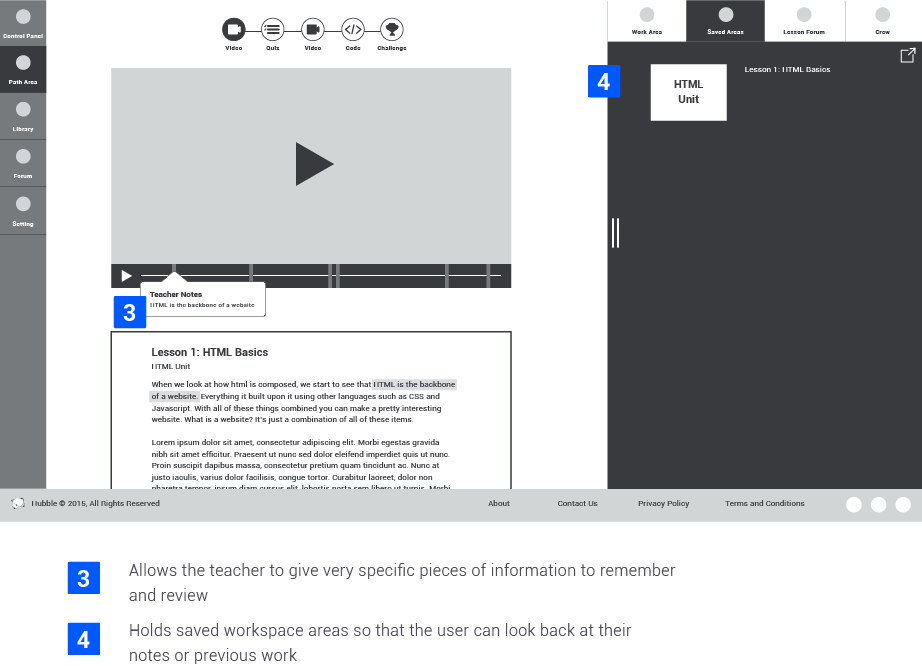 Control Panel
Path Area
Library
Forum
Setting
Video
Quiz
Video
Code
Challenge
Work Area
Saved Areas
Lesson Forum
Crew
4
HTML
Unit
Lesson 1: HTML Basics
Teacher Notes
HTML is the backbone of a website
3
Lesson 1: HTML Basics
HTML Unit
When we look at how html is composed, we start to see that HTML is the backbone
of a website. Everything it built upon it using other languages such as CSS and
Javascript. With all of these things combined you can make a pretty interesting
website. What is a website? It's just a combination of all of these items.
Lorem ipsum dolor sit amet, consectetur adipiscing elit. Morbi egestas gravida
nibh sit amet efficitur. Praesent ut nunc sed dolor eleifend imperdiet quis ut nunc.
Proin suscipit dapibus massa, consectetur pretium quam tincidunt ac. Nunc at
justo iaculis, varius dolor facilisis, congue tortor. Curabitur laoreet, dolor non
pharetra tempor, ipsum diam cursus elit, lobortis porta sem libero ut turpis. Morbi
Hubble © 2015, All Rights Reserved
About
Contact Us
Privacy Policy
Terms and Conditions
3
Allows the teacher to give very specific pieces of information to remember
and review
4
Holds saved workspace areas so that the user can look back at their
notes or previous work